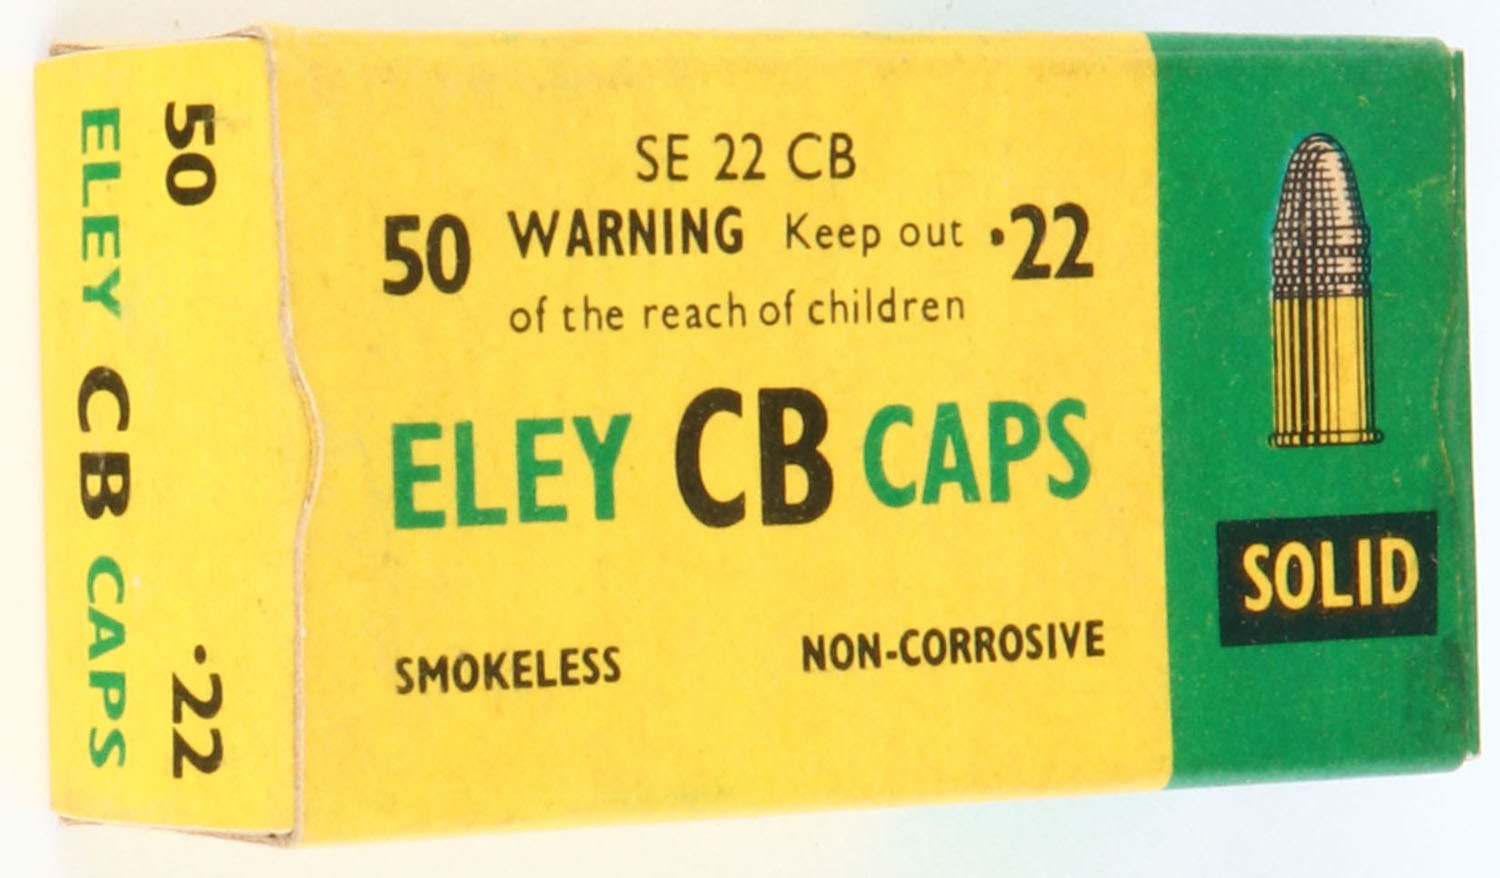 SE 22 CB
50 WARNING Keep out .22
of the reach of children
ELEY CB CAPS
SMOKELESS NON-CORROSIVE
SOLID
50 .22
ELEY CB CAPS